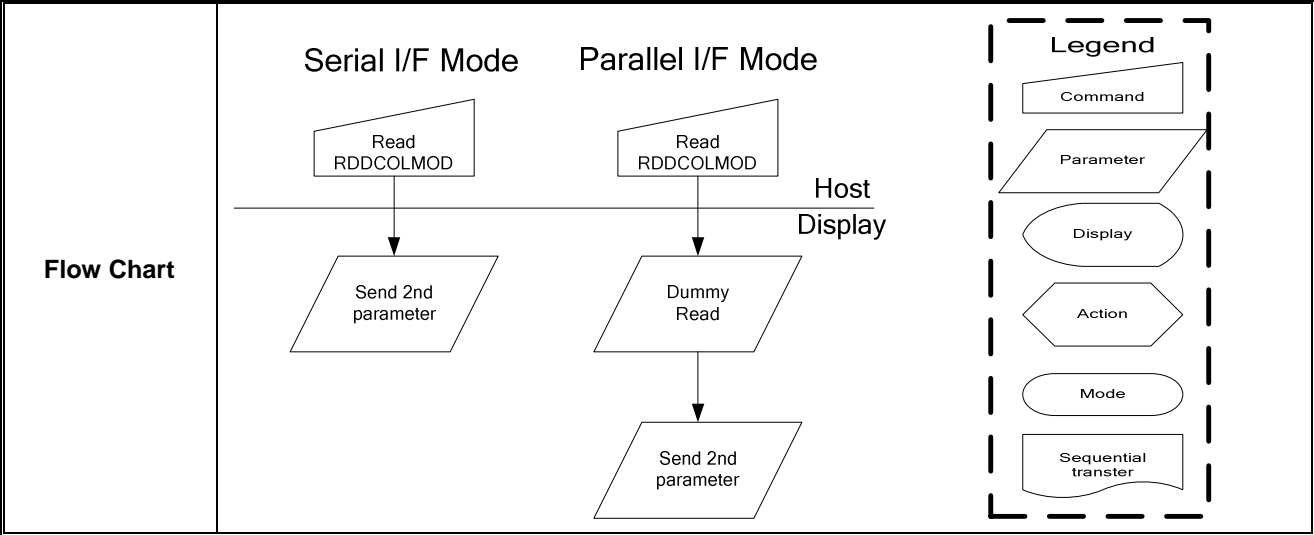 Flow Chart
Serial I/F Mode
Read
RDDCOLMOD
Send 2nd
parameter
Parallel I/F Mode
Read
RDDCOLMOD
Host
Display
Dummy
Read
Send 2nd
parameter
Legend
Command
Parameter
Display
Action
Mode
Sequential
transter